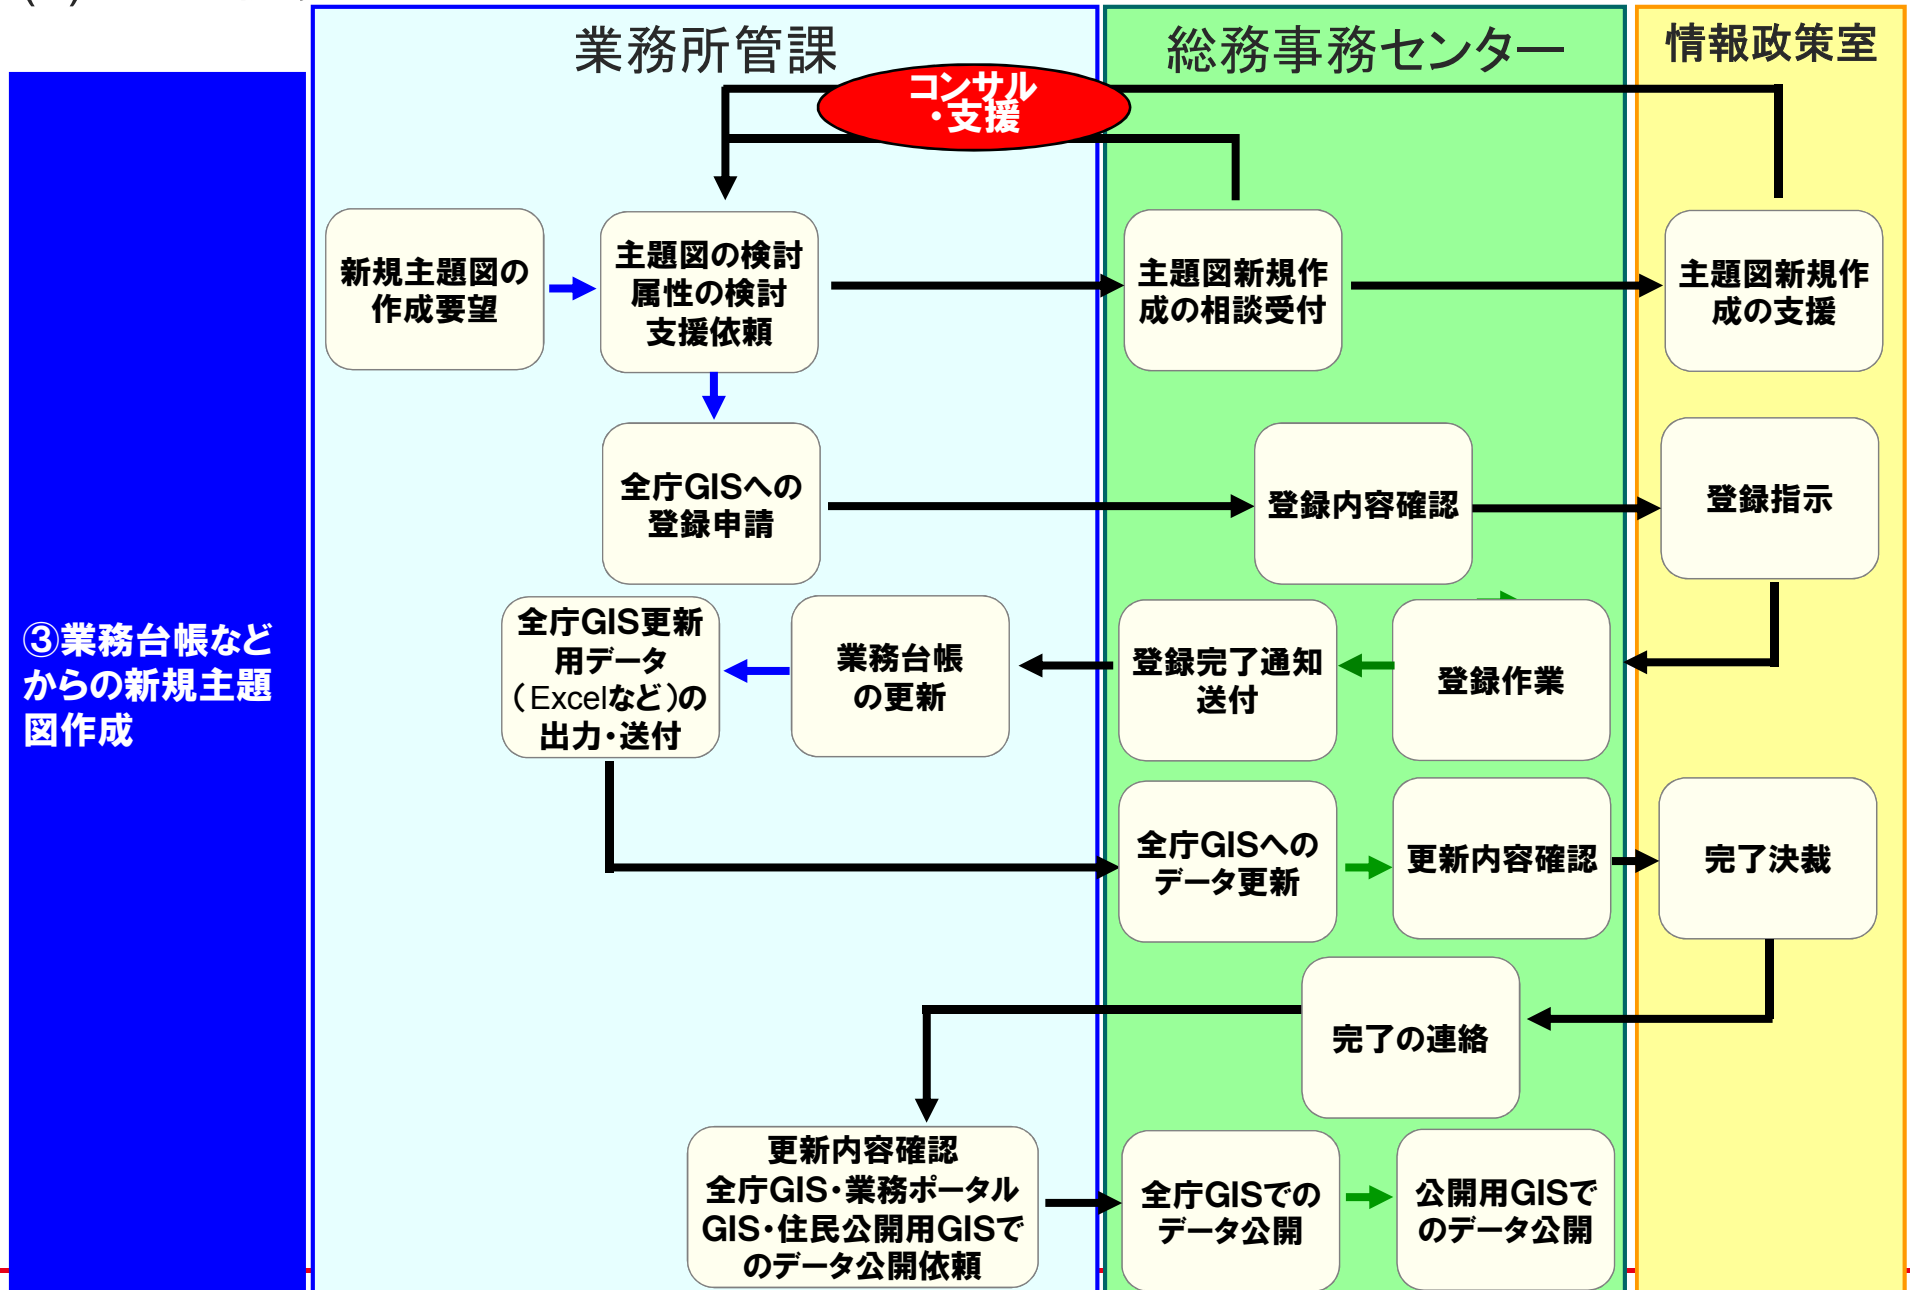 業務所管課
総務事務センター
情報政策室
コンサル
・支援
新規主題図の
作成要望
主題図の検討
属性の検討
支援依頼
主題図新規作
成の相談受付
主題図新規作
成の支援
全庁GISへの
登録申請
登録内容確認
登録指示
③業務台帳など
からの新規主題
図作成
全庁GIS更新
用データ
（Excelなど）の
出力・送付
業務台帳
の更新
登録完了通知
送付
登録作業
全庁GISへの
データ更新
更新内容確認
完了決裁
完了の連絡
更新内容確認
全庁GIS・業務ポータル
GIS・住民公開用GISで
のデータ公開依頼
全庁GISでの
データ公開
公開用GISで
のデータ公開